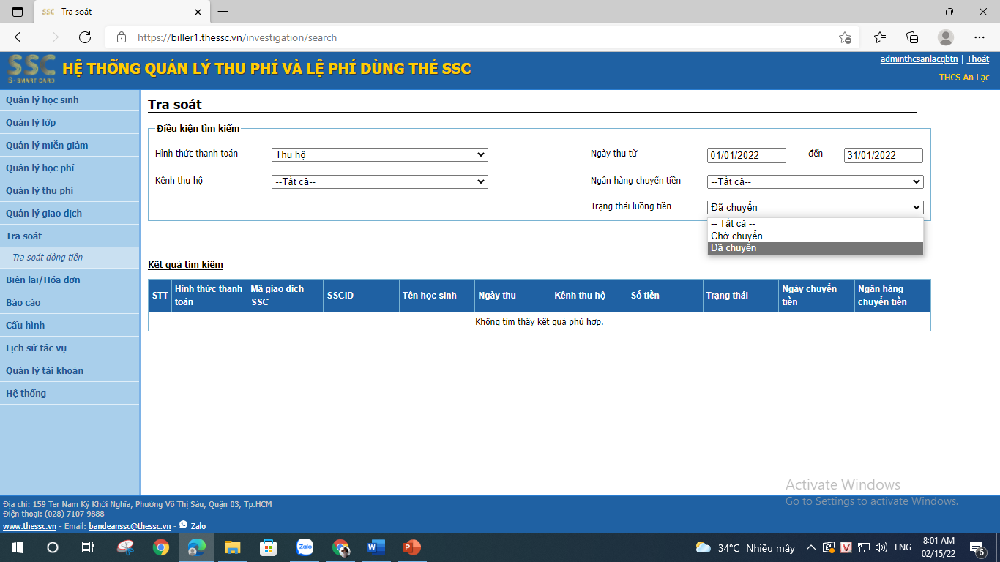 SSC Tra soát
https://biller1.thessc.vn/investigation/search
SSC
S-SMART CARD
HỆ THỐNG QUẢN LÝ THU PHÍ VÀ LỆ PHÍ DÙNG THẺ SSC
adminthcsanlacqbtn | Thoát
THCS An Lạc
Quản lý học sinh
Quản lý lớp
Quản lý miễn giảm
Quản lý học phí
Quản lý thu phí
Quản lý giao dịch
Tra soát
Tra soát dòng tiền
Biên lai/Hóa đơn
Báo cáo
Cấu hình
Lịch sử tác vụ
Quản lý tài khoản
Hệ thống
Tra soát
Điều kiện tìm kiếm
Hình thức thanh toán Thu hộ Ngày thu từ 01/01/2022 đến 31/01/2022
Kênh thu hộ --Tất cả-- Ngân hàng chuyển tiền --Tất cả--
Trạng thái luồng tiền Đã chuyển
-- Tất cả --
Chờ chuyển
Đã chuyển
Kết quả tìm kiếm
STT Hình thức thanh toán Mã giao dịch SSC SSCID Tên học sinh Ngày thu Kênh thu hộ Số tiền Trạng thái Ngày chuyển tiền Ngân hàng chuyển tiền
Không tìm thấy kết quả phù hợp.
Activate Windows
Go to Settings to activate Windows.
Địa chỉ: 159 Ter Nam Kỳ Khởi Nghĩa, Phường Võ Thị Sáu, Quận 03, Tp.HCM
Điện thoại: (028) 7107 9888
www.thessc.vn - Email: bandeanssc@thessc.vn - Zalo
Zalo
34°C Nhiều mây V ENG 8:01 AM
02/15/22
6